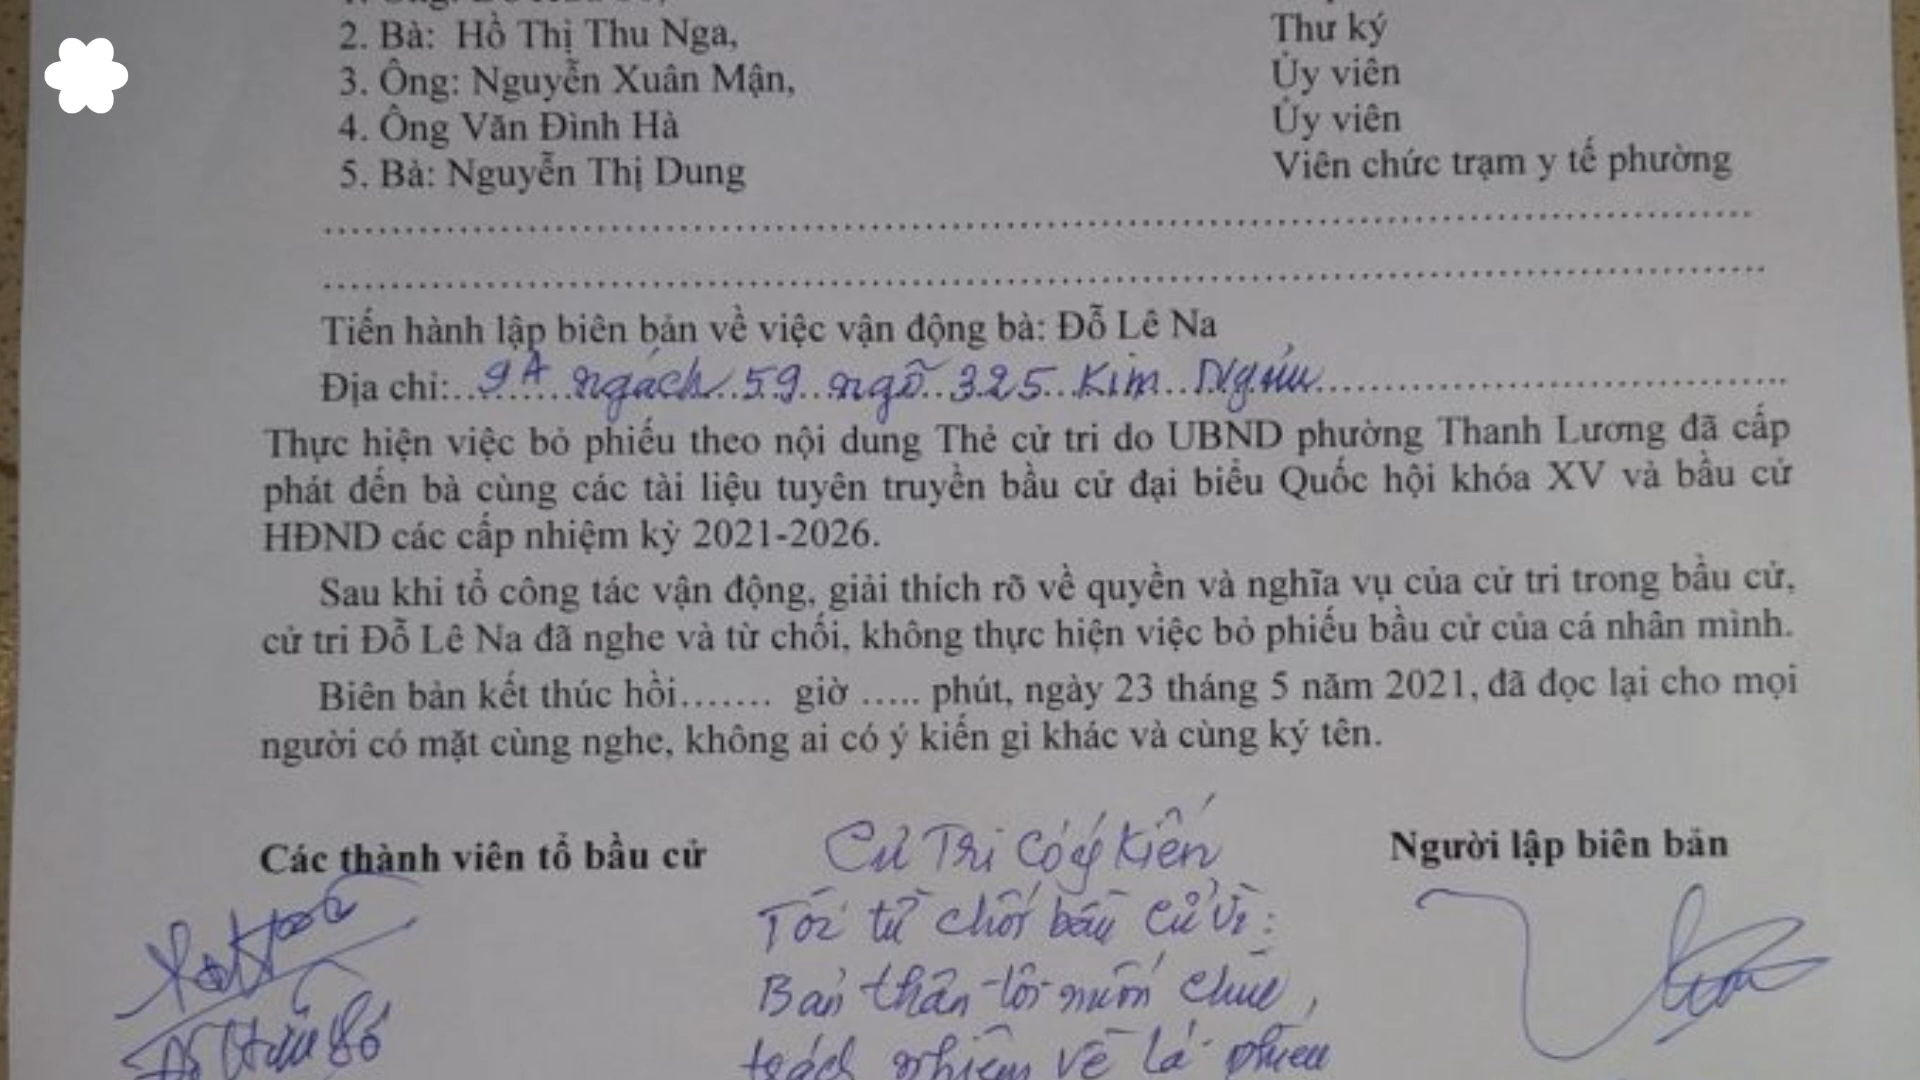 2. Bà: Hồ Thị Thu Nga, Thư ký
3. Ông: Nguyễn Xuân Mận, Ủy viên
4. Ông Văn Đình Hà Ủy viên
5. Bà: Nguyễn Thị Dung Viên chức trạm y tế phường
Tiến hành lập biên bản về việc vận động bà: Đỗ Lê Na
Địa chỉ: 9A ngách 59 ngõ 325 Kim Ngưu
Thực hiện việc bỏ phiếu theo nội dung Thẻ cử tri do UBND phường Thanh Lương đã cấp
phát đến bà cùng các tài liệu tuyên truyền bầu cử đại biểu Quốc hội khóa XV và bầu cử
HĐND các cấp nhiệm kỳ 2021-2026.
Sau khi tổ công tác vận động, giải thích rõ về quyền và nghĩa vụ của cử tri trong bầu cử,
cử tri Đỗ Lê Na đã nghe và từ chối, không thực hiện việc bỏ phiếu bầu cử của cá nhân mình.
Biên bản kết thúc hồi....... giờ ..... phút, ngày 23 tháng 5 năm 2021, đã đọc lại cho mọi
người có mặt cùng nghe, không ai có ý kiến gì khác và cùng ký tên.
Các thành viên tổ bầu cử Cử Tri Có ý Kiến Người lập biên bản
Tôi từ chối bầu cử vì:
Bản thân tôi muốn
trách nhiệm về lá phiếu